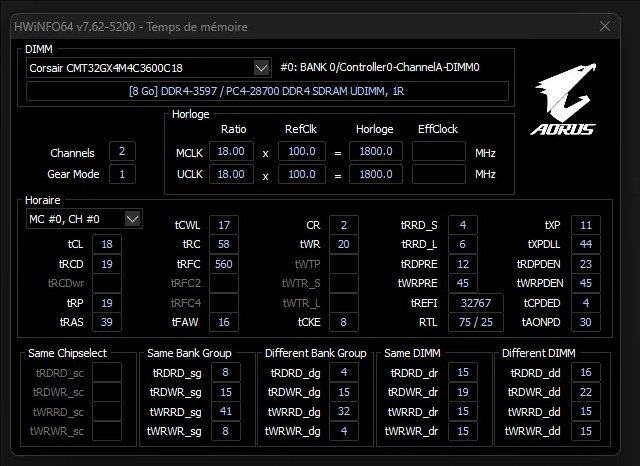 HWiNFO64 v7.62-5200 - Temps de mémoire
DIMM
Corsair CMT32GX4M4C3600C18 #0: BANK 0/Controller0-ChannelA-DIMM0
[8 Go] DDR4-3597 / PC4-28700 DDR4 SDRAM UDIMM, 1R
AORUS
Horloge
Ratio RefClk Horloge EffClock
Channels 2 MCLK 18.00 x 100.0 = 1800.0 MHz
Gear Mode 1 UCLK 18.00 x 100.0 = 1800.0 MHz
Horaire
MC #0, CH #0 tCWL 17 CR 2 tRRD_S 4 tXP 11
tCL 18 tRC 58 tWR 20 tRRD_L 6 tXPDLL 44
tRCD 19 tRFC 560 tWTP tRDPRE 12 tRDPDEN 23
tRCDwr tRFC2 tWTR_S tWRPRE 45 tWRPDEN 45
tRP 19 tRFC4 tWTR_L tREFI 32767 tCPDED 4
tRAS 39 tFAW 16 tCKE 8 RTL 75 / 25 tAONPD 30
Same Chipselect Same Bank Group Different Bank Group Same DIMM Different DIMM
tRDRD_sc tRDRD_sg 8 tRDRD_dg 4 tRDRD_dr 15 tRDRD_dd 16
tRDWR_sc tRDWR_sg 15 tRDWR_dg 15 tRDWR_dr 19 tRDWR_dd 22
tWRRD_sc tWRRD_sg 41 tWRRD_dg 32 tWRRD_dr 15 tWRRD_dd 15
tWRWR_sc tWRWR_sg 8 tWRWR_dg 4 tWRWR_dr 15 tWRWR_dd 15